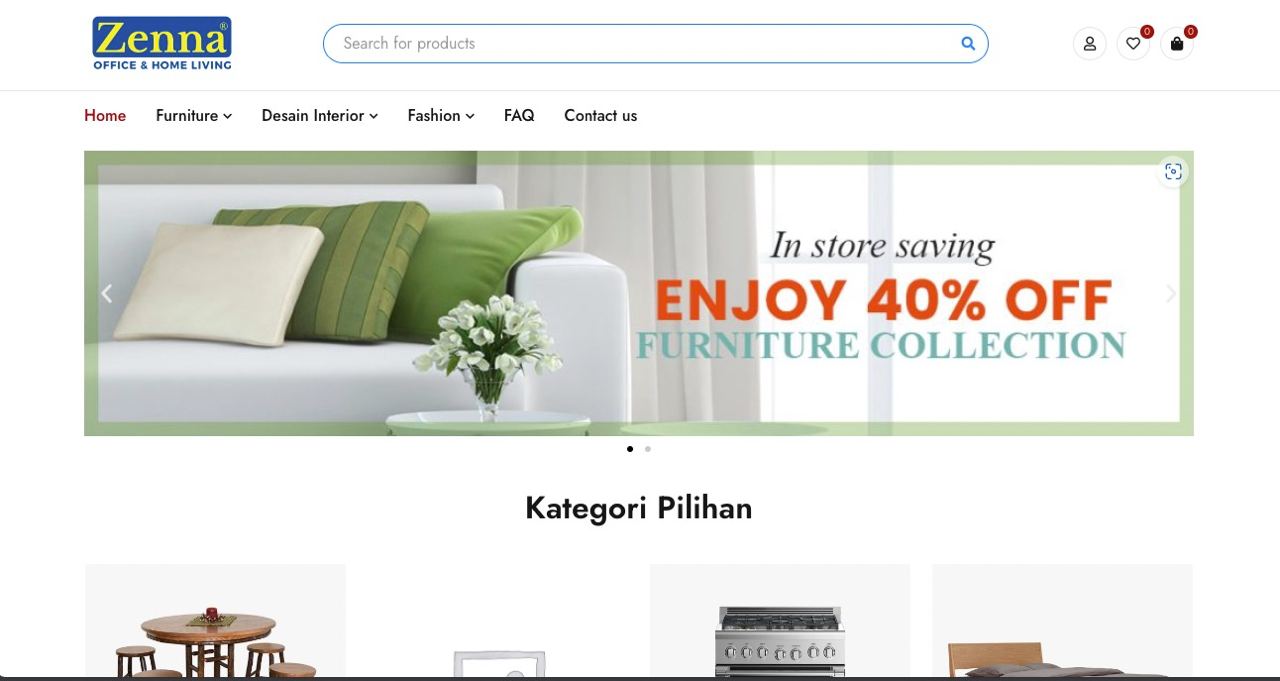 Zenna®
OFFICE & HOME LIVING
Search for products
0
0
Home
Furniture
Desain Interior
Fashion
FAQ
Contact us
In store saving
ENJOY 40% OFF
FURNITURE COLLECTION
Kategori Pilihan